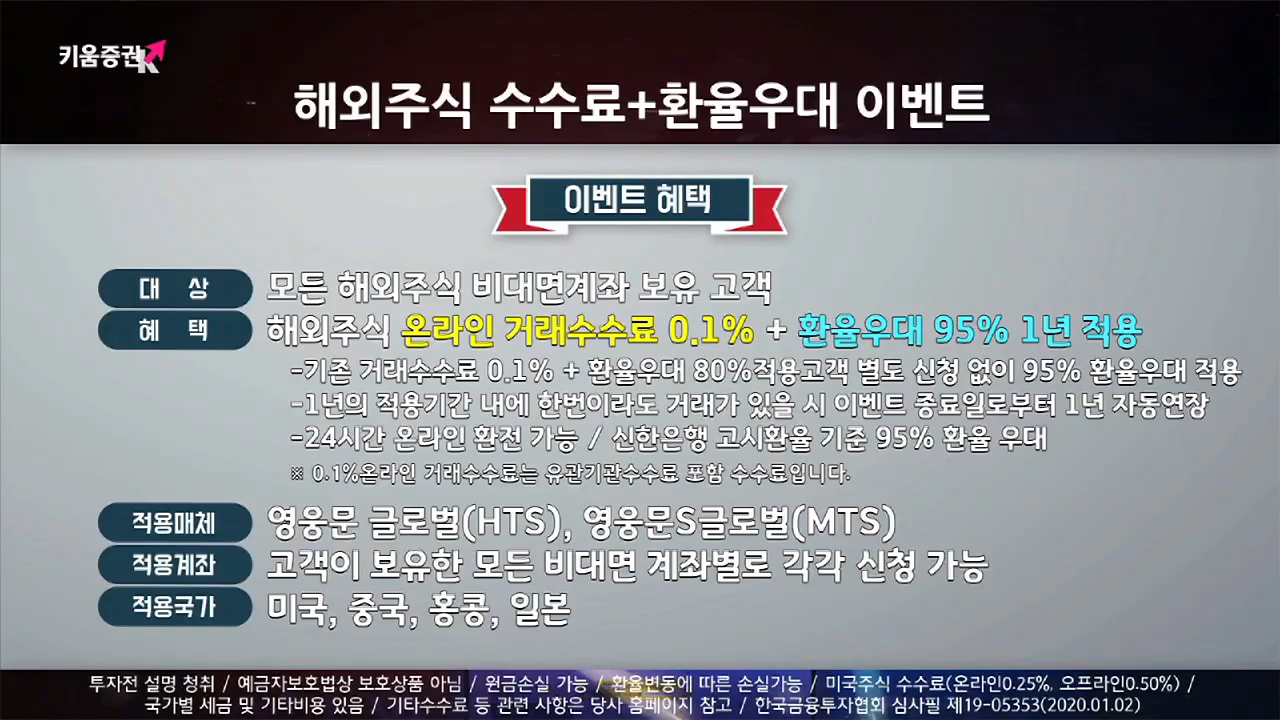 키움증권
해외주식 수수료+환율우대 이벤트
이벤트 혜택
대 상 모든 해외주식 비대면계좌 보유 고객
혜 택 해외주식 온라인 거래수수료 0.1% + 환율우대 95% 1년 적용
-기존 거래수수료 0.1% + 환율우대 80%적용고객 별도 신청 없이 95% 환율우대 적용
-1년의 적용기간 내에 한번이라도 거래가 있을 시 이벤트 종료일로부터 1년 자동연장
-24시간 온라인 환전 가능 / 신한은행 고시환율 기준 95% 환율 우대
※ 0.1%온라인 거래수수료는 유관기관수수료 포함 수수료입니다.
적용매체 영웅문 글로벌(HTS), 영웅문S글로벌(MTS)
적용계좌 고객이 보유한 모든 비대면 계좌별로 각각 신청 가능
적용국가 미국, 중국, 홍콩, 일본
투자전 설명 청취 / 예금자보호법상 보호상품 아님 / 원금손실 가능 / 환율변동에 따른 손실가능 / 미국주식 수수료(온라인0.25%, 오프라인0.50%) /
국가별 세금 및 기타비용 있음 / 기타수수료 등 관련 사항은 당사 홈페이지 참고 / 한국금융투자협회 심사필 제19-05353(2020.01.02)